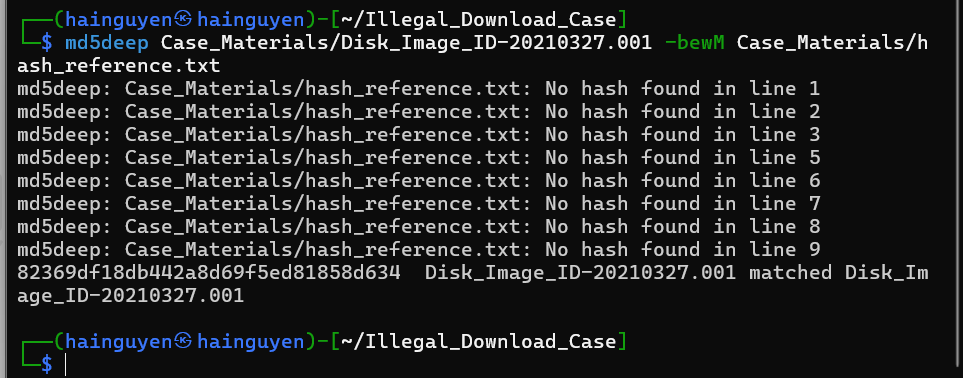 ┌──(hainguyen㉿hainguyen)-[~/Illegal_Download_Case]
└─$ md5deep Case_Materials/Disk_Image_ID-20210327.001 -bewM Case_Materials/h
ash_reference.txt
md5deep: Case_Materials/hash_reference.txt: No hash found in line 1
md5deep: Case_Materials/hash_reference.txt: No hash found in line 2
md5deep: Case_Materials/hash_reference.txt: No hash found in line 3
md5deep: Case_Materials/hash_reference.txt: No hash found in line 5
md5deep: Case_Materials/hash_reference.txt: No hash found in line 6
md5deep: Case_Materials/hash_reference.txt: No hash found in line 7
md5deep: Case_Materials/hash_reference.txt: No hash found in line 8
md5deep: Case_Materials/hash_reference.txt: No hash found in line 9
82369df18db442a8d69f5ed81858d634  Disk_Image_ID-20210327.001 matched Disk_Im
age_ID-20210327.001
┌──(hainguyen㉿hainguyen)-[~/Illegal_Download_Case]
└─$